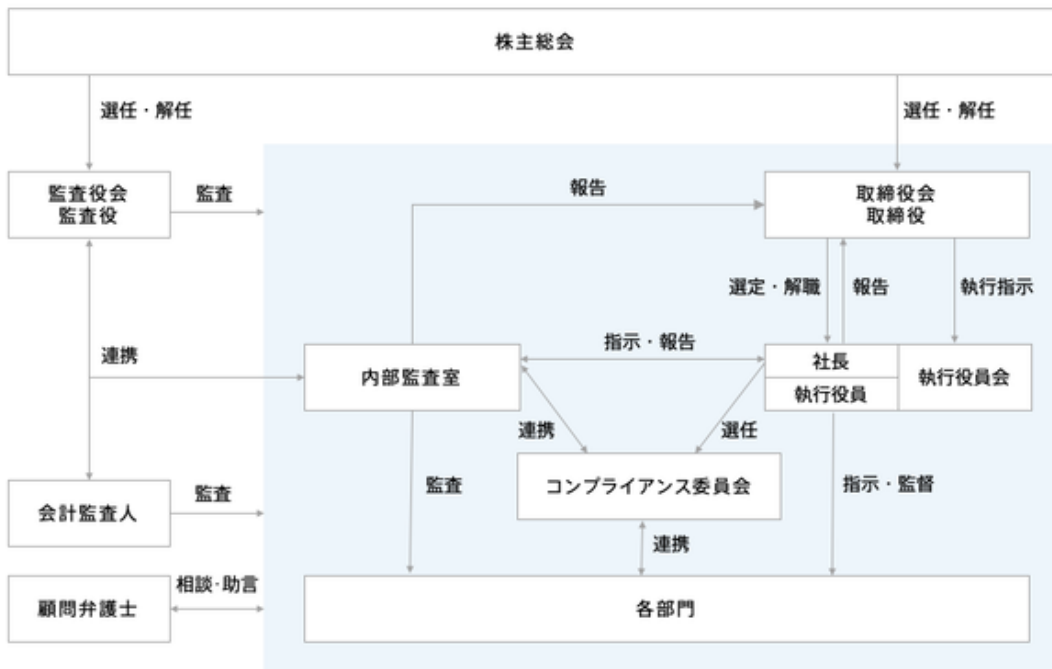 株主総会
選任・解任
選任・解任
監査役会
監査役
監査
報告
取締役会
取締役
選定・解職
報告
執行指示
連携
内部監査室
指示・報告
社長
執行役員
執行役員会
連携
選任
監査
コンプライアンス委員会
指示・監督
会計監査人
監査
連携
顧問弁護士
相談・助言
各部門